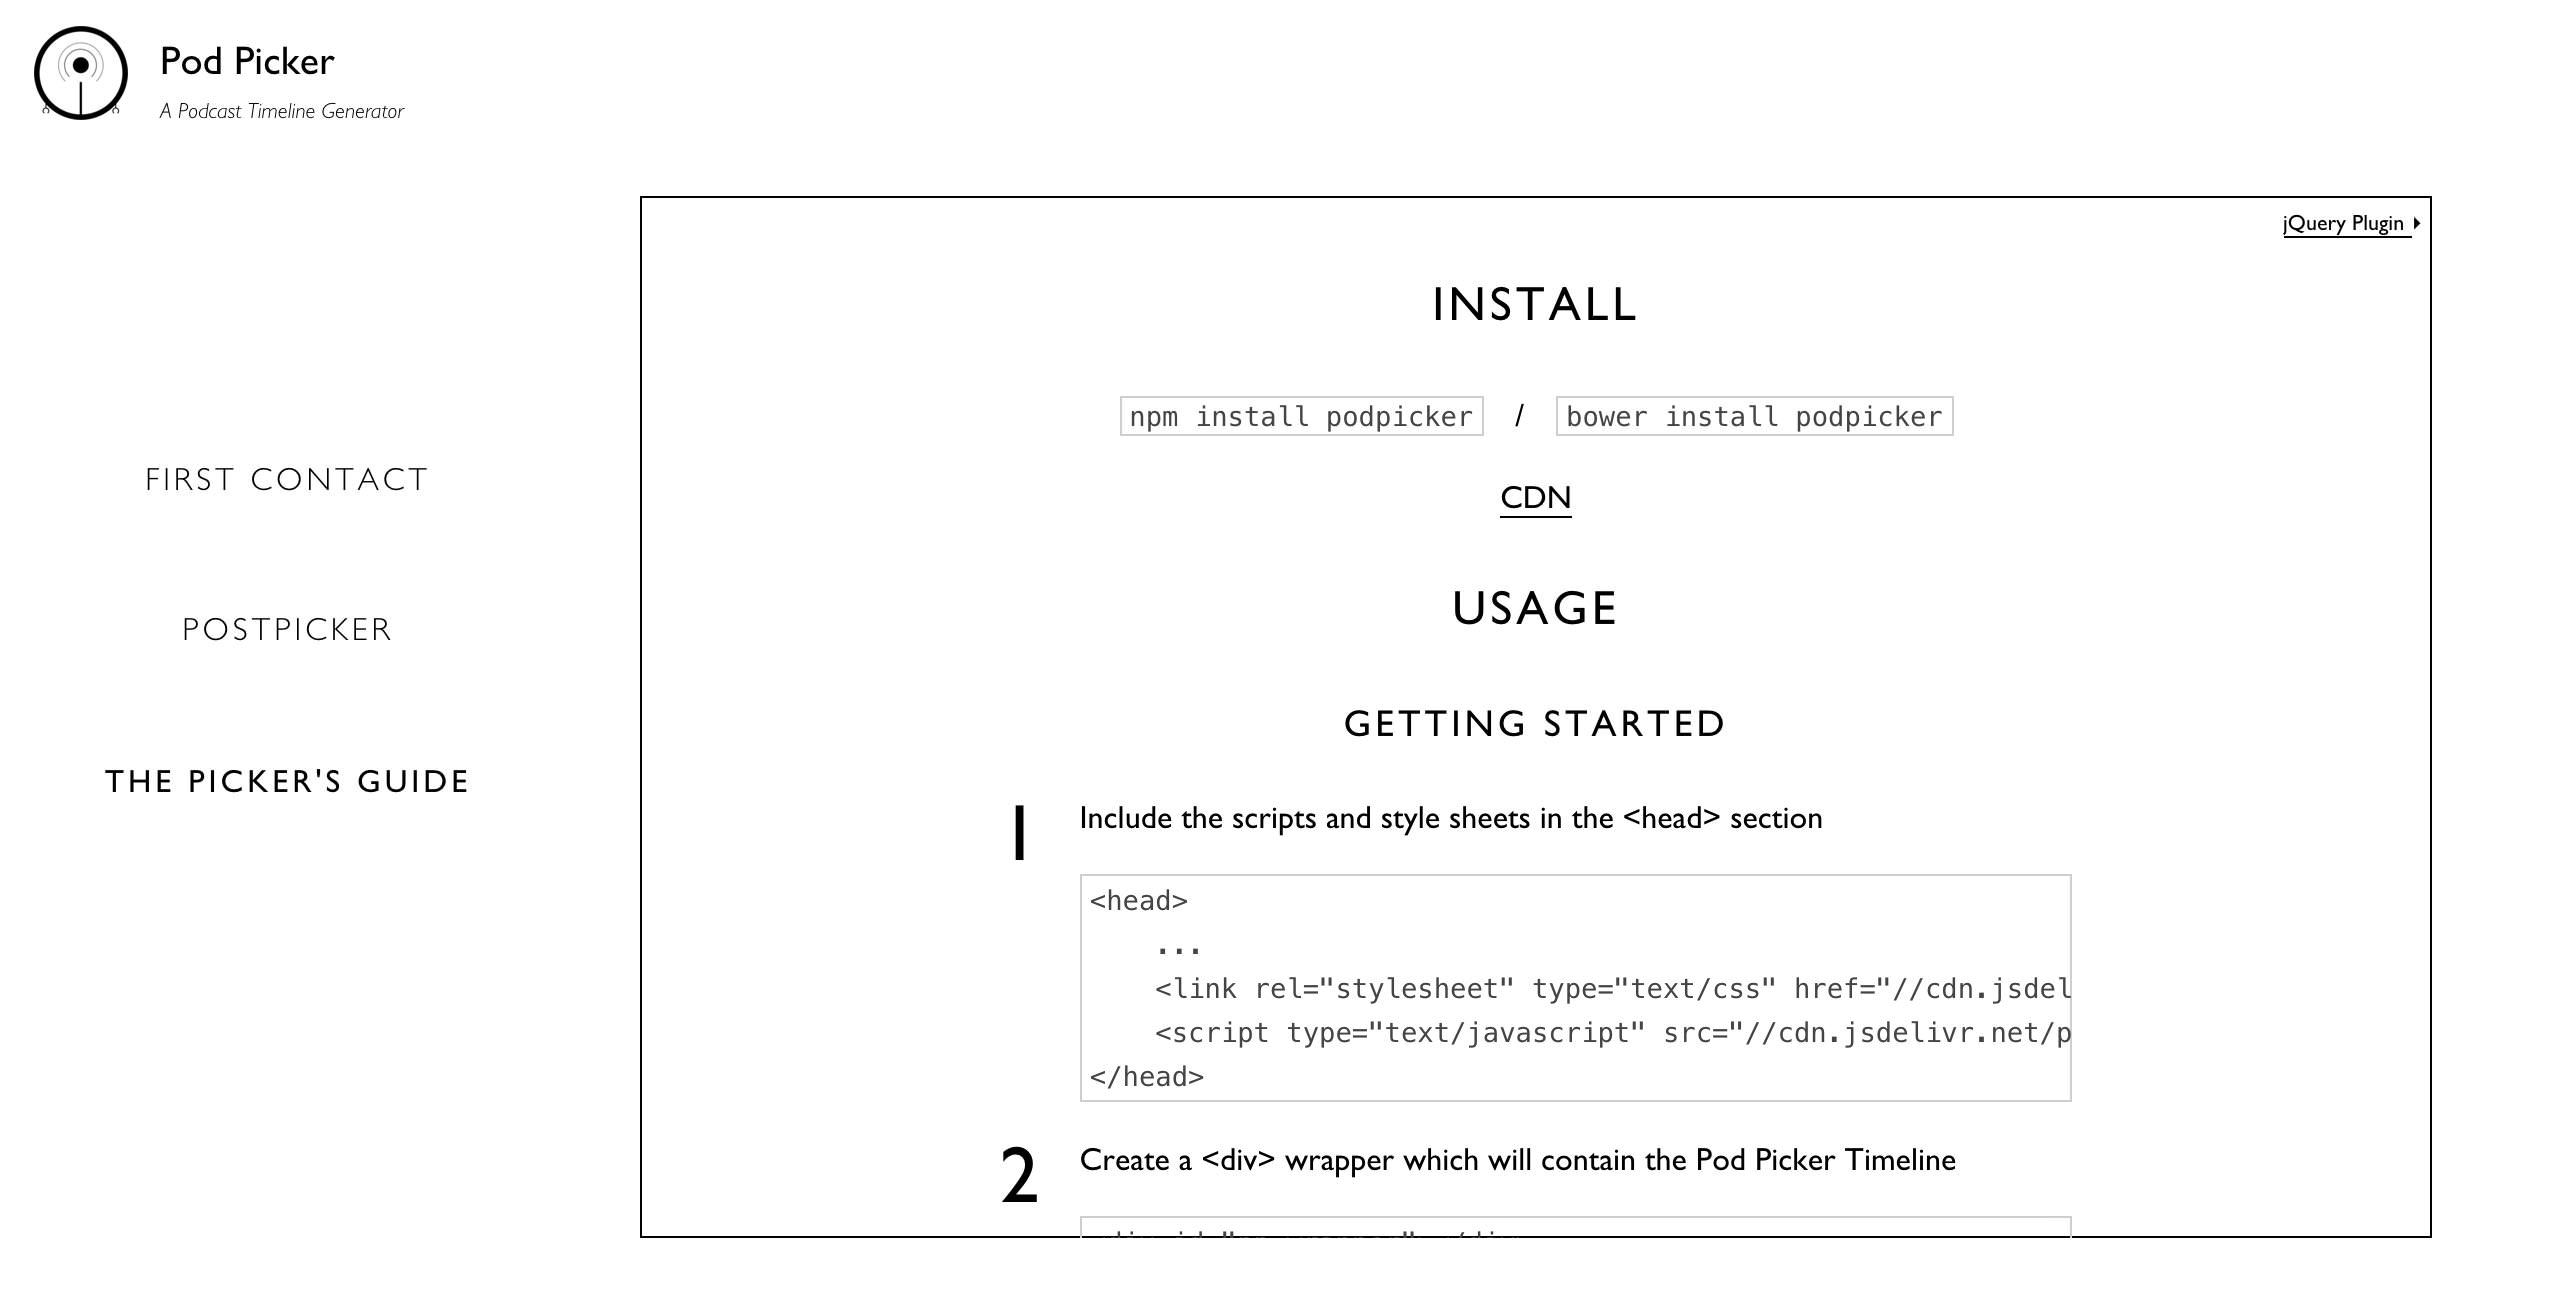 Pod Picker
A Podcast Timeline Generator
jQuery Plugin
INSTALL
npm install podpicker / bower install podpicker
CDN
USAGE
FIRST CONTACT
POSTPICKER
THE PICKER'S GUIDE
GETTING STARTED
1 Include the scripts and style sheets in the <head> section
<head>
...
<link rel="stylesheet" type="text/css" href="//cdn.jsdel
<script type="text/javascript" src="//cdn.jsdelivr.net/p
</head>
2 Create a <div> wrapper which will contain the Pod Picker Timeline